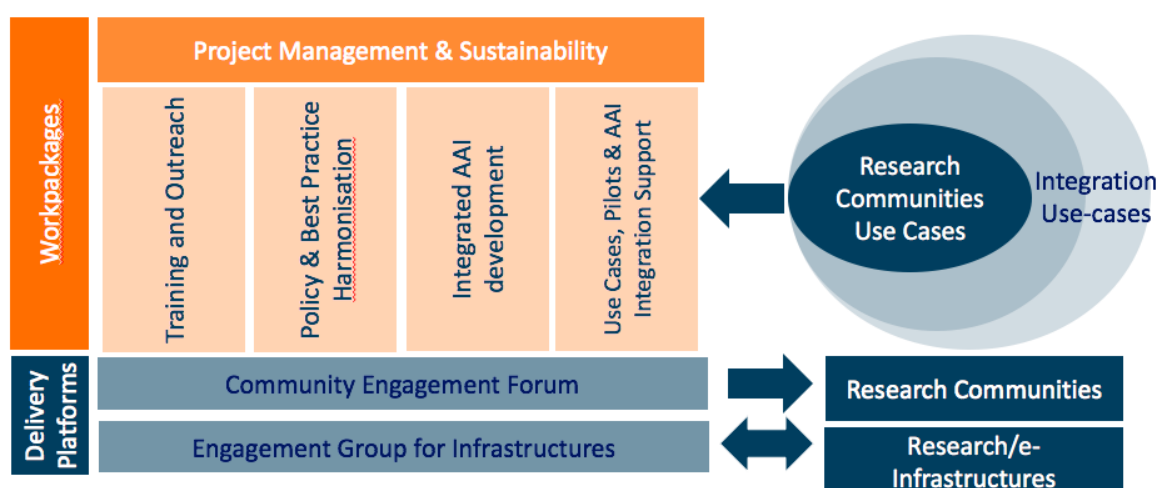 Workpackages
Project Management & Sustainability
Training and Outreach
Policy & Best Practice
Harmonisation
Integrated AAI
development
Use Cases, Pilots & AAI
Integration Support
Research
Communities
Use Cases
Integration
Use-cases
Delivery
Platforms
Community Engagement Forum
Research Communities
Engagement Group for Infrastructures
Research/e-
Infrastructures